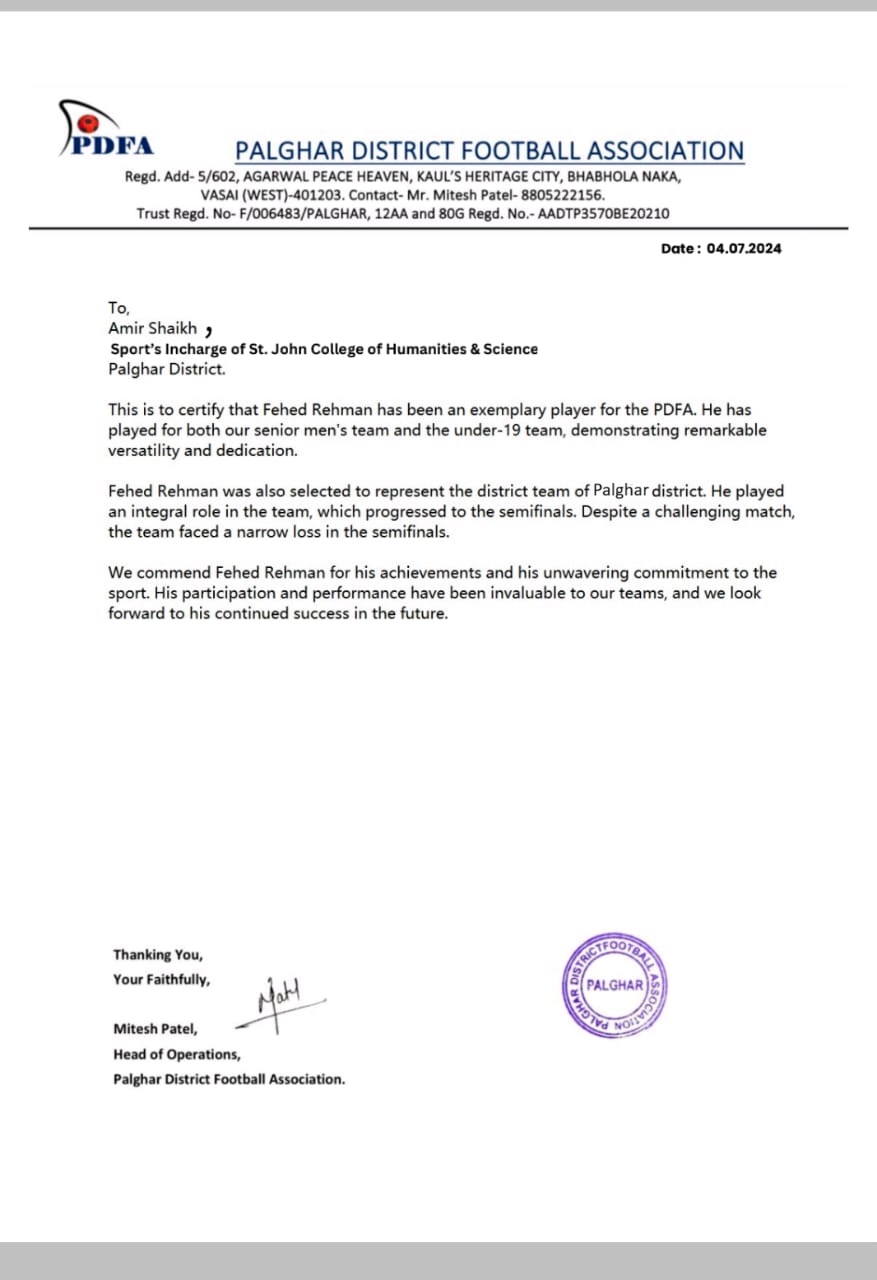 PDFA
PALGHAR DISTRICT FOOTBALL ASSOCIATION
Regd. Add- 5/602, AGARWAL PEACE HEAVEN, KAUL'S HERITAGE CITY, BHABHOLA NAKA,
VASAI (WEST)-401203. Contact- Mr. Mitesh Patel- 8805222156.
Trust Regd. No- F/006483/PALGHAR, 12AA and 80G Regd. No.- AADTP3570BE20210
Date : 04.07.2024
To,
Amir Shaikh ,
Sport's Incharge of St. John College of Humanities & Science
Palghar District.
This is to certify that Fehed Rehman has been an exemplary player for the PDFA. He has
played for both our senior men's team and the under-19 team, demonstrating remarkable
versatility and dedication.
Fehed Rehman was also selected to represent the district team of Palghar district. He played
an integral role in the team, which progressed to the semifinals. Despite a challenging match,
the team faced a narrow loss in the semifinals.
We commend Fehed Rehman for his achievements and his unwavering commitment to the
sport. His participation and performance have been invaluable to our teams, and we look
forward to his continued success in the future.
Thanking You,
Your Faithfully,
Mitesh Patel,
Head of Operations,
Palghar District Football Association.
PALGHAR DISTRICTFOOTBALL ASSOCIATION
PALGHAR